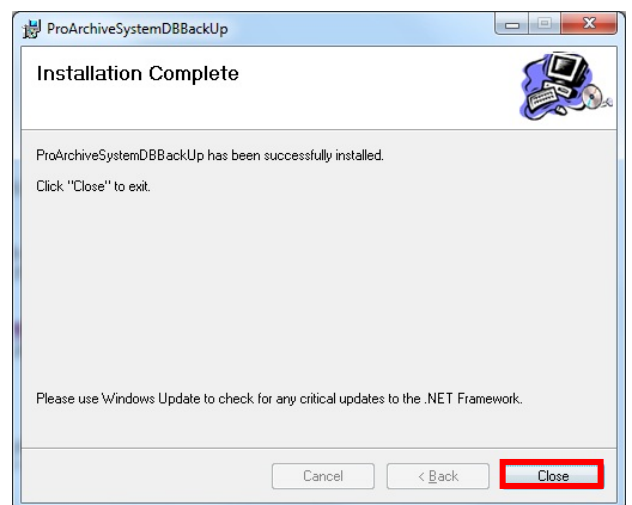 ProArchiveSystemDBBackUp
Installation Complete
ProArchiveSystemDBBackUp has been successfully installed.
Click "Close" to exit.
Please use Windows Update to check for any critical updates to the .NET Framework.
Cancel
< Back
Close